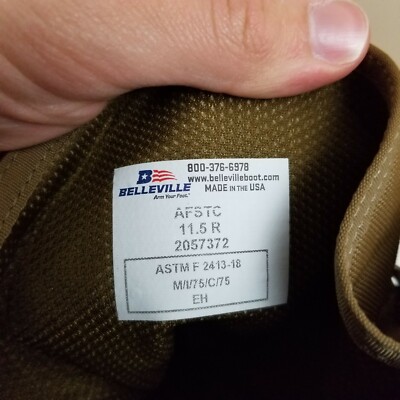 800-376-6978
www.bellevilleboot.com
BELLEVILLE
MADE IN THE USA
Arm Your Feet.
AFSTC
11.5 R
2057372
ASTM F 2413-18
M/I/75/C/75
EH